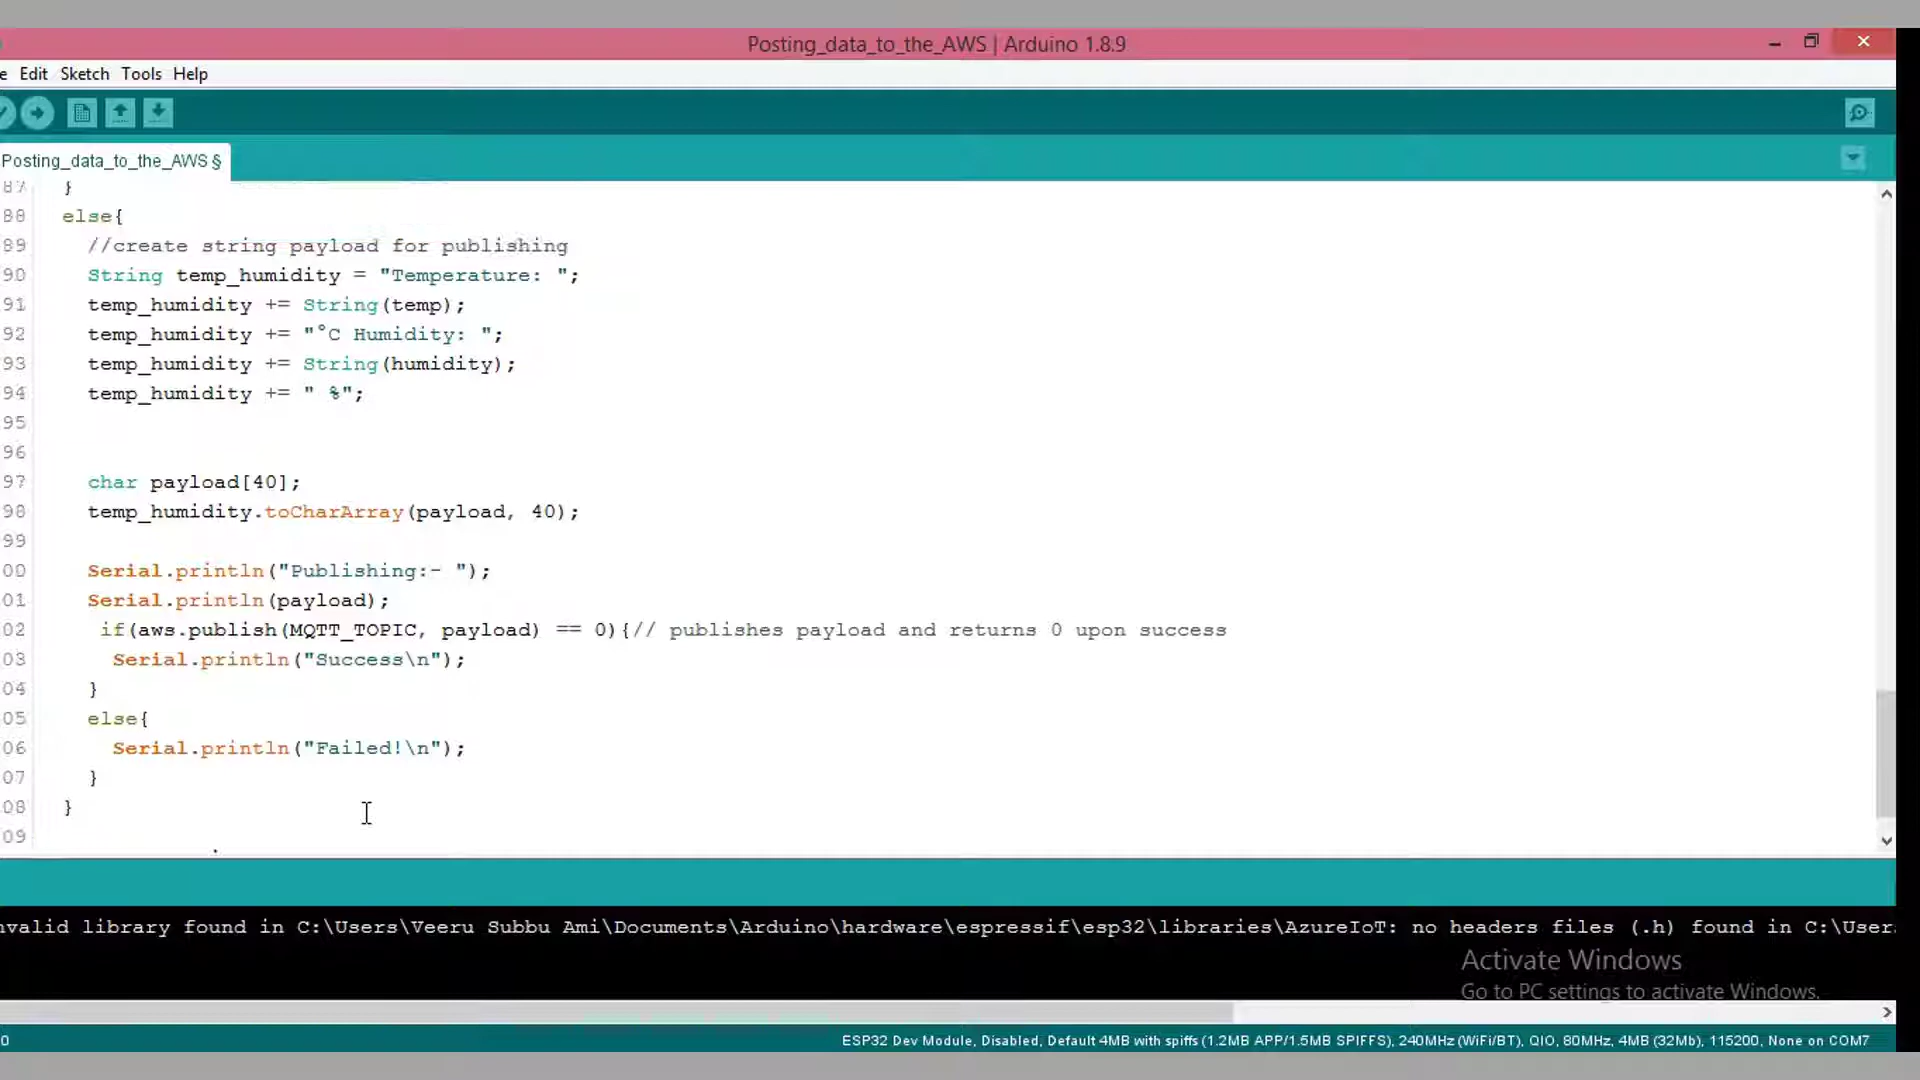 Posting_data_to_the_AWS | Arduino 1.8.9
e Edit Sketch Tools Help
Posting_data_to_the_AWS §
87 }
88 else{
89 //create string payload for publishing
90 String temp_humidity = "Temperature: ";
91 temp_humidity += String(temp);
92 temp_humidity += "°C Humidity: ";
93 temp_humidity += String(humidity);
94 temp_humidity += " %";
95
96
97 char payload[40];
98 temp_humidity.toCharArray(payload, 40);
99
00 Serial.println("Publishing:- ");
01 Serial.println(payload);
02 if(aws.publish(MQTT_TOPIC, payload) == 0){// publishes payload and returns 0 upon success
03 Serial.println("Success\n");
04 }
05 else{
06 Serial.println("Failed!\n");
07 }
08 }
09
nvalid library found in C:\Users\Veeru Subbu Ami\Documents\Arduino\hardware\espressif\esp32\libraries\AzureIoT: no headers files (.h) found in C:\User
Activate Windows
Go to PC settings to activate Windows.
0 ESP32 Dev Module, Disabled, Default 4MB with spiffs (1.2MB APP/1.5MB SPIFFS), 240MHz (WiFi/BT), QIO, 80MHz, 4MB (32Mb), 115200, None on COM7